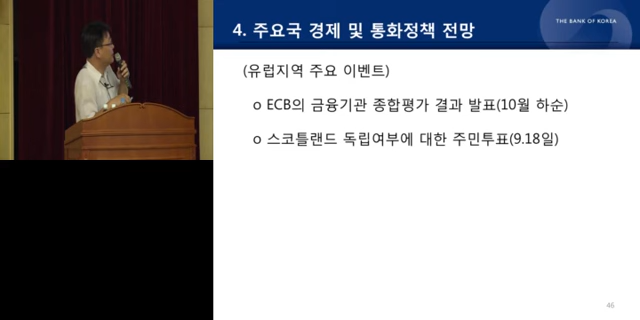 THE BANK OF KOREA
4. 주요국 경제 및 통화정책 전망
(유럽지역 주요 이벤트)
o ECB의 금융기관 종합평가 결과 발표(10월 하순)
o 스코틀랜드 독립여부에 대한 주민투표(9.18일)
46